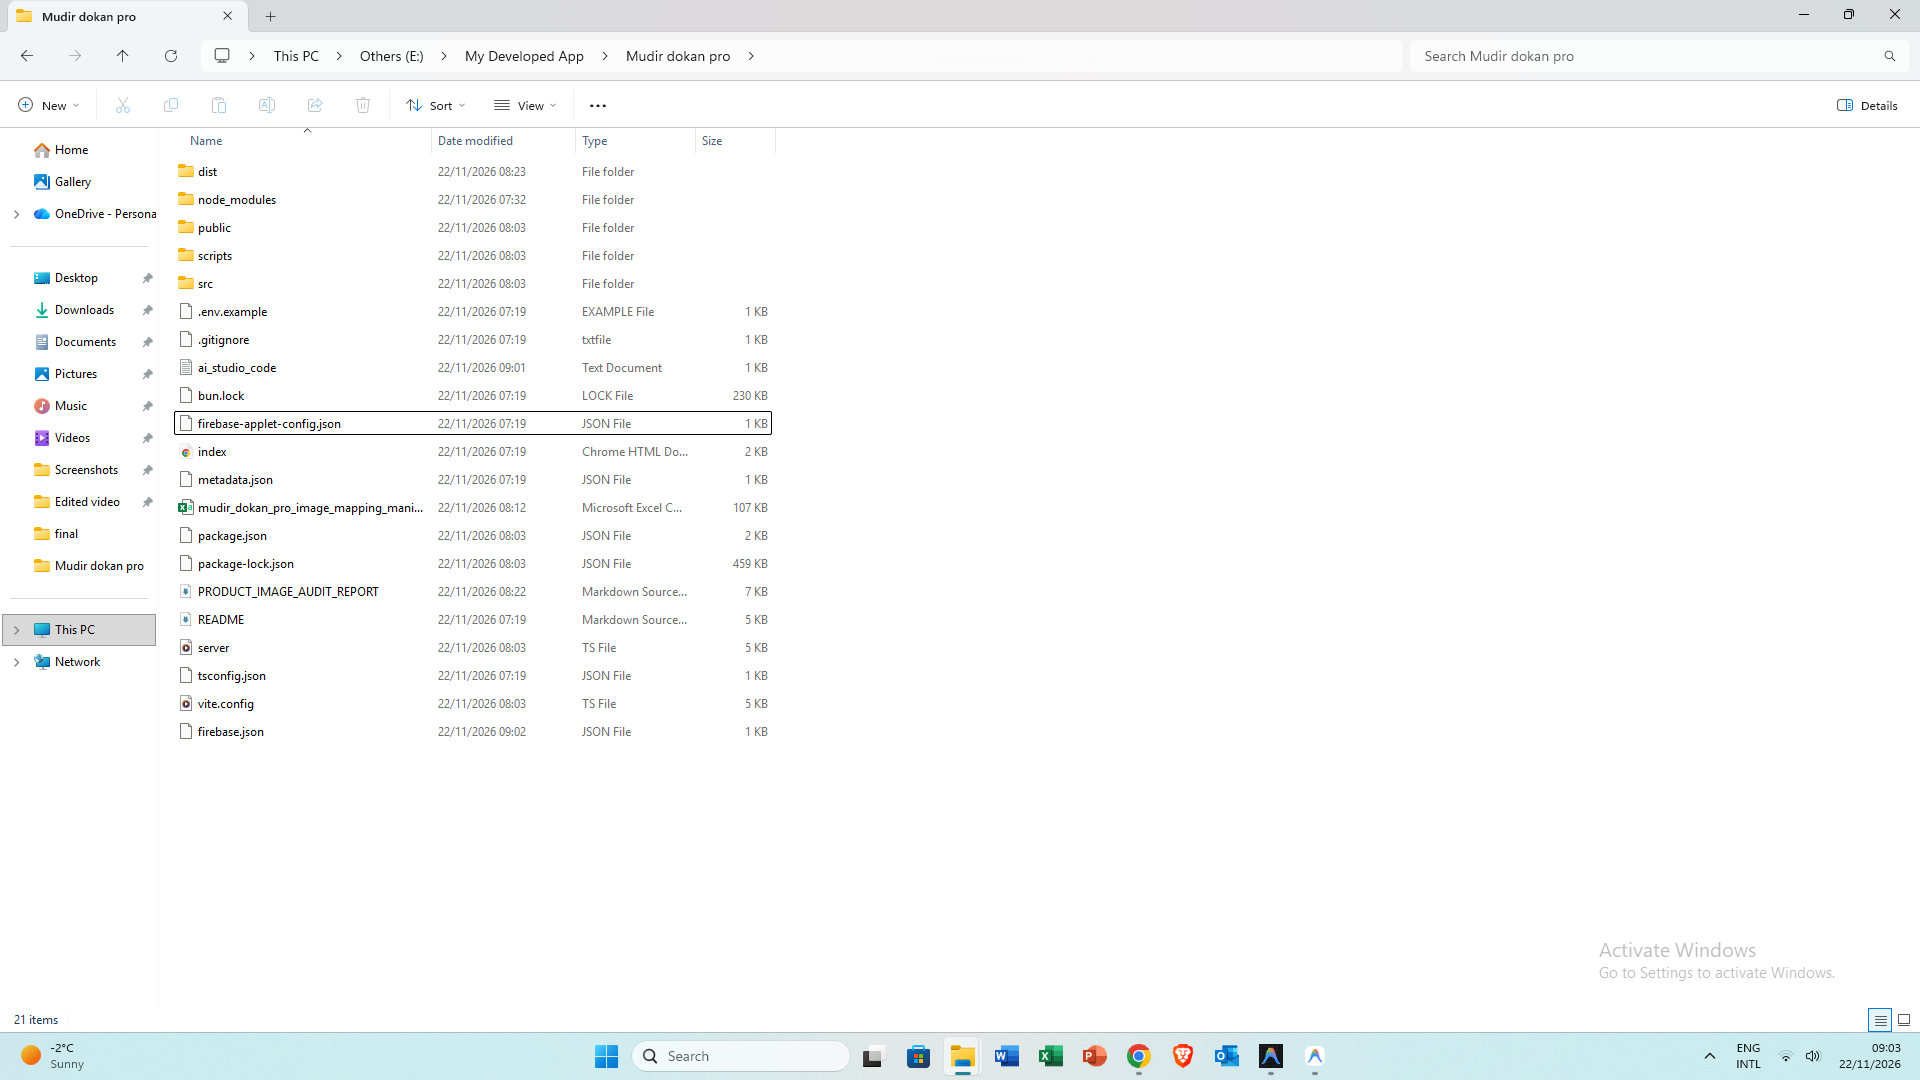 Mudir dokan pro
This PC
Others (E:)
My Developed App
Mudir dokan pro
Search Mudir dokan pro
New
Sort
View
Details
Name
Date modified
Type
Size
Home
Gallery
OneDrive - Persona
Desktop
Downloads
Documents
Pictures
Music
Videos
Screenshots
Edited video
final
Mudir dokan pro
This PC
Network
dist 22/11/2026 08:23 File folder
node_modules 22/11/2026 07:32 File folder
public 22/11/2026 08:03 File folder
scripts 22/11/2026 08:03 File folder
src 22/11/2026 08:03 File folder
.env.example 22/11/2026 07:19 EXAMPLE File 1 KB
.gitignore 22/11/2026 07:19 txtfile 1 KB
ai_studio_code 22/11/2026 09:01 Text Document 1 KB
bun.lock 22/11/2026 07:19 LOCK File 230 KB
firebase-applet-config.json 22/11/2026 07:19 JSON File 1 KB
index 22/11/2026 07:19 Chrome HTML Do... 2 KB
metadata.json 22/11/2026 07:19 JSON File 1 KB
mudir_dokan_pro_image_mapping_mani... 22/11/2026 08:12 Microsoft Excel C... 107 KB
package.json 22/11/2026 08:03 JSON File 2 KB
package-lock.json 22/11/2026 08:03 JSON File 459 KB
PRODUCT_IMAGE_AUDIT_REPORT 22/11/2026 08:22 Markdown Source... 7 KB
README 22/11/2026 07:19 Markdown Source... 5 KB
server 22/11/2026 08:03 TS File 5 KB
tsconfig.json 22/11/2026 07:19 JSON File 1 KB
vite.config 22/11/2026 08:03 TS File 5 KB
firebase.json 22/11/2026 09:02 JSON File 1 KB
Activate Windows
Go to Settings to activate Windows.
21 items
-2°C
Sunny
Search
ENG
INTL
09:03
22/11/2026